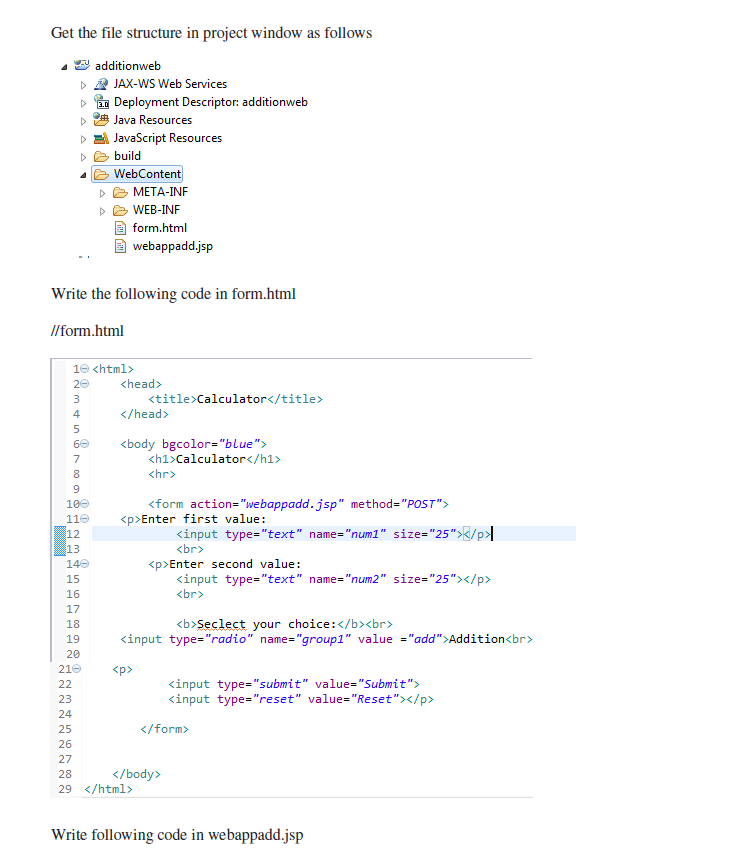 Get the file structure in project window as follows
additionweb
JAX-WS Web Services
3.0 Deployment Descriptor: additionweb
Java Resources
JavaScript Resources
build
WebContent
META-INF
WEB-INF
form.html
webappadd.jsp
Write the following code in form.html
//form.html
1 <html>
2 <head>
3 <title>Calculator</title>
4 </head>
5
6 <body bgcolor="blue">
7 <h1>Calculator</h1>
8 <hr>
9
10 <form action="webappadd.jsp" method="POST">
11 <p>Enter first value:
12 <input type="text" name="num1" size="25"></p>
13 <br>
14 <p>Enter second value:
15 <input type="text" name="num2" size="25"></p>
16 <br>
17
18 <b>Seclect your choice:</b><br>
19 <input type="radio" name="group1" value ="add">Addition<br>
20
21 <p>
22 <input type="submit" value="Submit">
23 <input type="reset" value="Reset"></p>
24
25 </form>
26
27
28 </body>
29 </html>
Write following code in webappadd.jsp